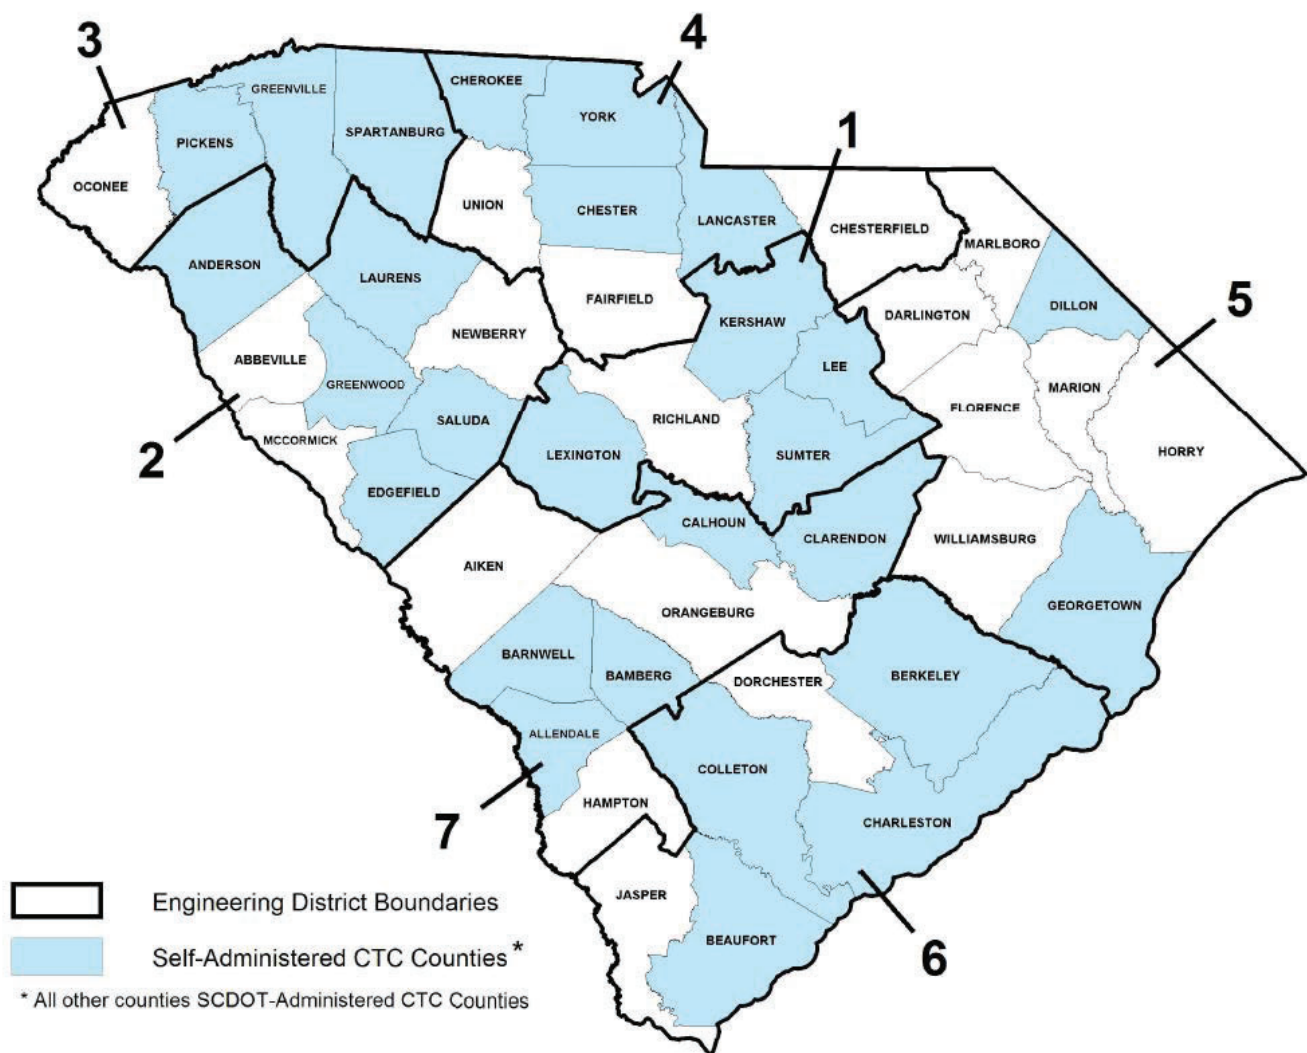 3
4
GREENVILLE
CHEROKEE
YORK
1
PICKENS
SPARTANBURG
OCONEE
UNION
CHESTER
LANCASTER
CHESTERFIELD
MARLBORO
ANDERSON
LAURENS
FAIRFIELD
KERSHAW
DARLINGTON
DILLON
5
NEWBERRY
ABBEVILLE
GREENWOOD
LEE
MARION
2
SALUDA
RICHLAND
FLORENCE
MCCORMICK
HORRY
LEXINGTON
SUMTER
EDGEFIELD
CALHOUN
CLARENDON
WILLIAMSBURG
AIKEN
ORANGEBURG
GEORGETOWN
BARNWELL
BAMBERG
DORCHESTER
BERKELEY
ALLENDALE
COLLETON
7
HAMPTON
CHARLESTON
JASPER
Engineering District Boundaries
BEAUFORT
6
Self-Administered CTC Counties *
* All other counties SCDOT-Administered CTC Counties